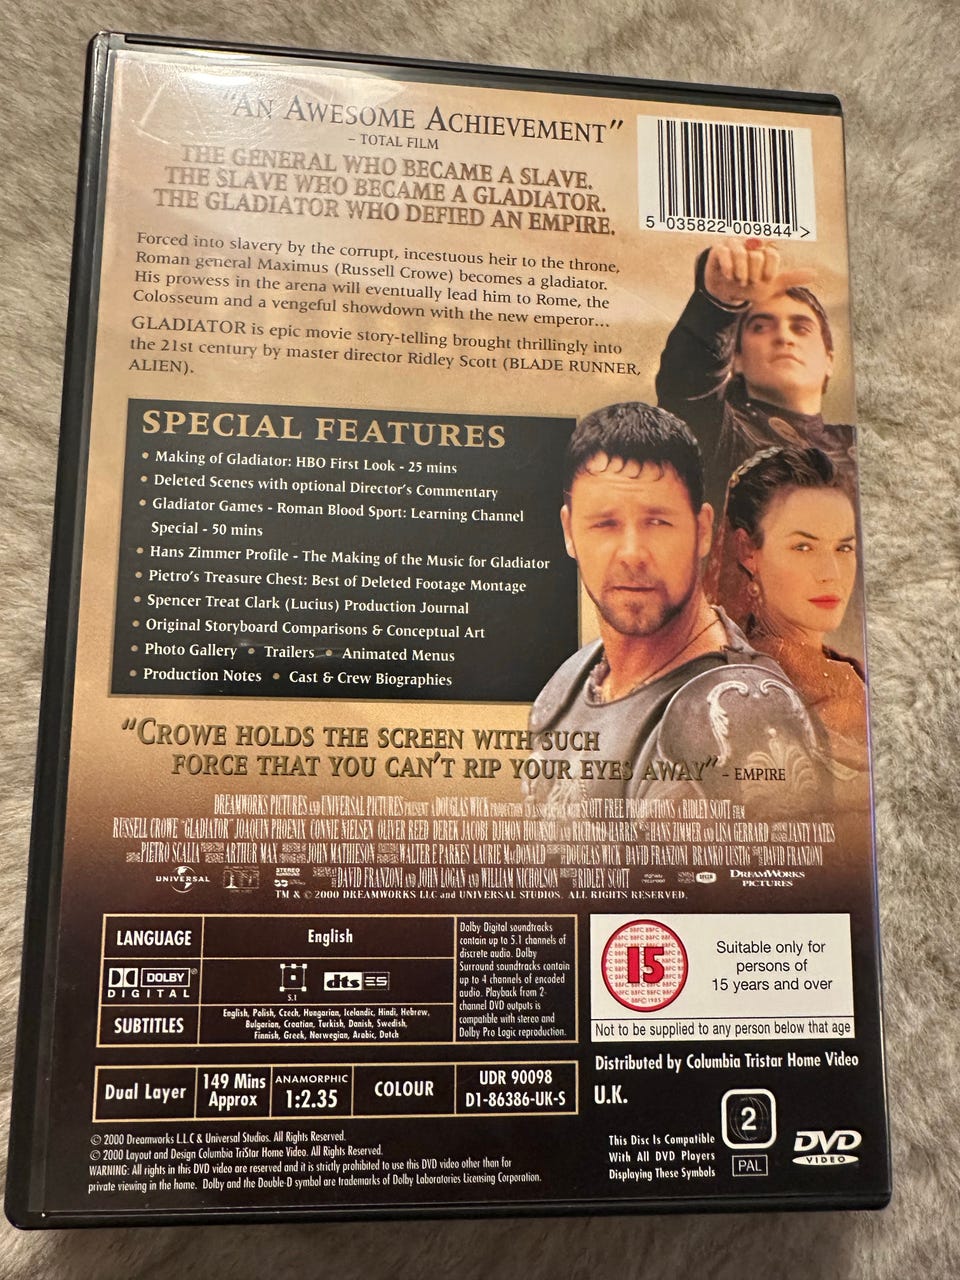 "AN AWESOME ACHIEVEMENT"
– TOTAL FILM
THE GENERAL WHO BECAME A SLAVE.
THE SLAVE WHO BECAME A GLADIATOR.
THE GLADIATOR WHO DEFIED AN EMPIRE.
5 035822 009844 >
Forced into slavery by the corrupt, incestuous heir to the throne,
Roman general Maximus (Russell Crowe) becomes a gladiator.
His prowess in the arena will eventually lead him to Rome, the
Colosseum and a vengeful showdown with the new emperor...
GLADIATOR is epic movie story-telling brought thrillingly into
the 21st century by master director Ridley Scott (BLADE RUNNER,
ALIEN).
SPECIAL FEATURES
• Making of Gladiator: HBO First Look - 25 mins
• Deleted Scenes with optional Director's Commentary
• Gladiator Games - Roman Blood Sport: Learning Channel
Special - 50 mins
• Hans Zimmer Profile - The Making of the Music for Gladiator
• Pietro's Treasure Chest: Best of Deleted Footage Montage
• Spencer Treat Clark (Lucius) Production Journal
• Original Storyboard Comparisons & Conceptual Art
• Photo Gallery • Trailers • Animated Menus
• Production Notes • Cast & Crew Biographies
"CROWE HOLDS THE SCREEN WITH SUCH
FORCE THAT YOU CAN'T RIP YOUR EYES AWAY" – EMPIRE
DREAMWORKS PICTURES AND UNIVERSAL PICTURES PRESENT A DOUGLAS WICK PRODUCTION IN ASSOCIATION WITH SCOTT FREE PRODUCTIONS A RIDLEY SCOTT FILM
RUSSELL CROWE "GLADIATOR" JOAQUIN PHOENIX CONNIE NIELSEN OLIVER REED DEREK JACOBI DJIMON HOUNSOU AND RICHARD HARRIS HANS ZIMMER AND LISA GERRARD JANTY YATES
PIETRO SCALIA ARTHUR MAX JOHN MATHIESON WALTER F. PARKES LAURIE MacDONALD DOUGLAS WICK DAVID FRANZONI BRANKO LUSTIG DAVID FRANZONI
UNIVERSAL STEREO DAVID FRANZONI AND JOHN LOGAN AND WILLIAM NICHOLSON RIDLEY SCOTT DECCA DREAMWORKS PICTURES
TM & © 2000 DREAMWORKS LLC and UNIVERSAL STUDIOS. ALL RIGHTS RESERVED.
LANGUAGE English
DOLBY DIGITAL 5.1 dts ES
SUBTITLES
English, Polish, Czech, Hungarian, Icelandic, Hindi, Hebrew,
Bulgarian, Croatian, Turkish, Danish, Swedish,
Finnish, Greek, Norwegian, Arabic, Dutch
Dolby Digital soundtracks
contain up to 5.1 channels of
discrete audio. Dolby
Surround soundtracks contain
up to 4 channels of encoded
audio. Playback from 2-
channel DVD outputs is
compatible with stereo and
Dolby Pro Logic reproduction.
15
Suitable only for
persons of
15 years and over
Not to be supplied to any person below that age
Dual Layer
149 Mins
Approx
ANAMORPHIC
1:2.35
COLOUR
UDR 90098
D1-86386-UK-S
Distributed by Columbia Tristar Home Video
U.K.
© 2000 Dreamworks L.L.C & Universal Studios. All Rights Reserved.
© 2000 Layout and Design Columbia TriStar Home Video. All Rights Reserved.
WARNING: All rights in this DVD video are reserved and it is strictly prohibited to use this DVD video other than for
private viewing in the home. Dolby and the Double-D symbol are trademarks of Dolby Laboratories Licensing Corporation.
This Disc Is Compatible
With All DVD Players
Displaying These Symbols
2
PAL
DVD
VIDEO